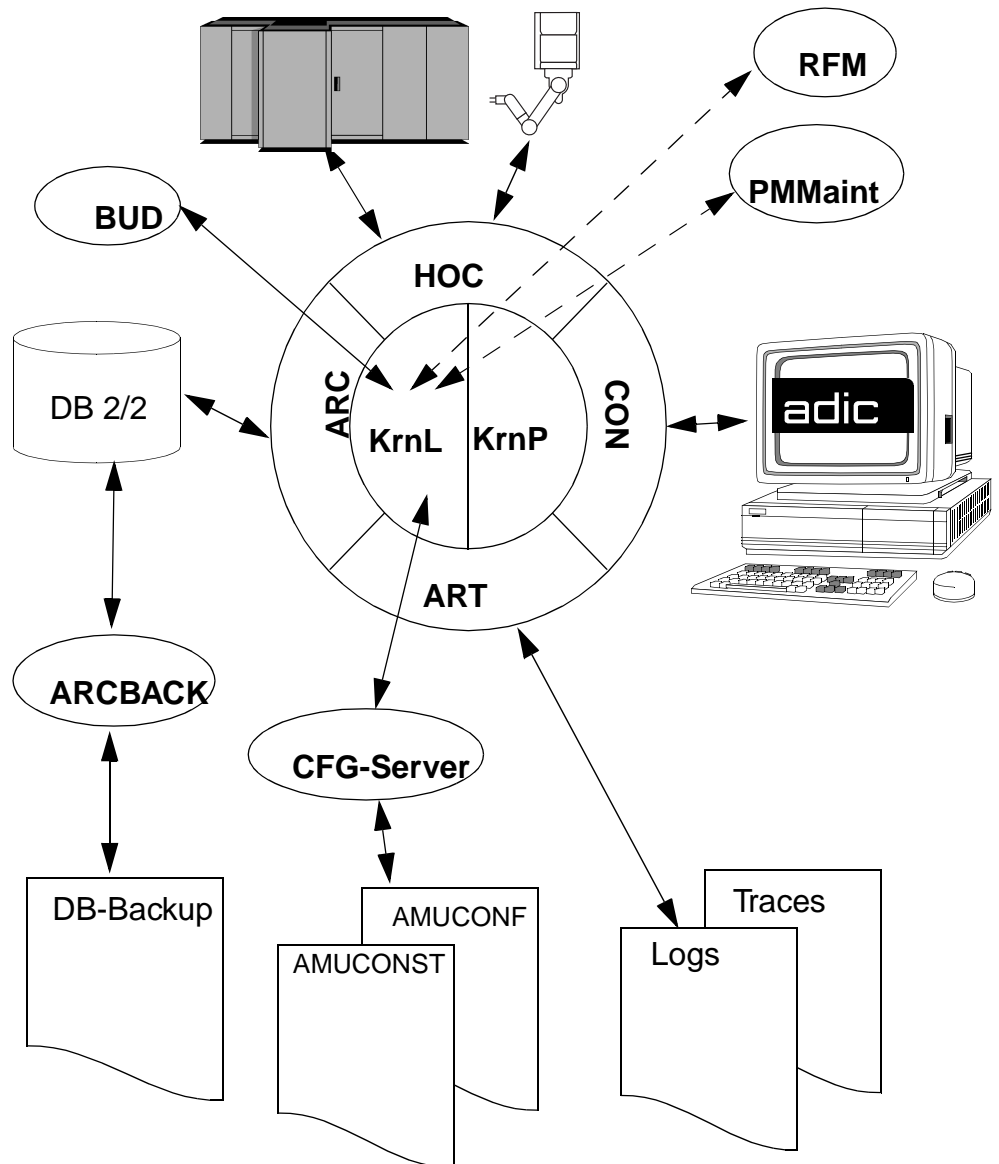 RFM
PMMaint
BUD
HOC
DB 2/2
ARC
CON
adic
KrnL
KrnP
ART
ARCBACK
CFG-Server
DB-Backup
AMUCONF
AMUCONST
Traces
Logs